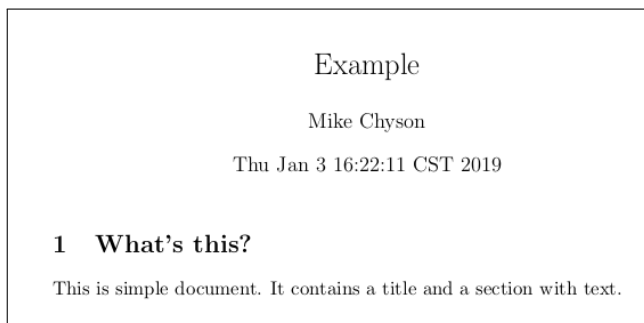 Example
Mike Chyson
Thu Jan 3 16:22:11 CST 2019
1 What's this?
This is simple document. It contains a title and a section with text.